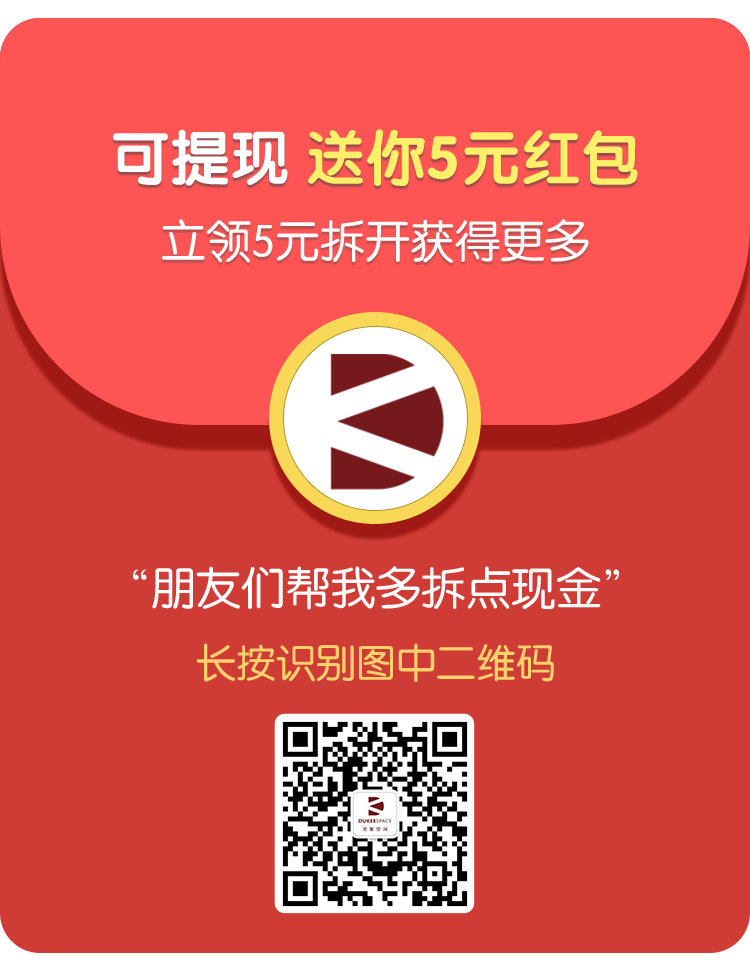 可提现 送你5元红包
立领5元拆开获得更多
“朋友们帮我多拆点现金”
长按识别图中二维码
DUKEESPACE